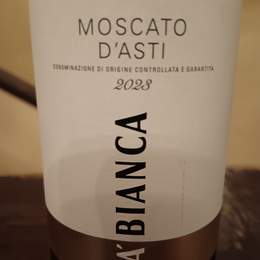 MOSCATO
D'ASTI
DENOMINAZIONE DI ORIGINE CONTROLLATA E GARANTITA
2023
A' BIANCA